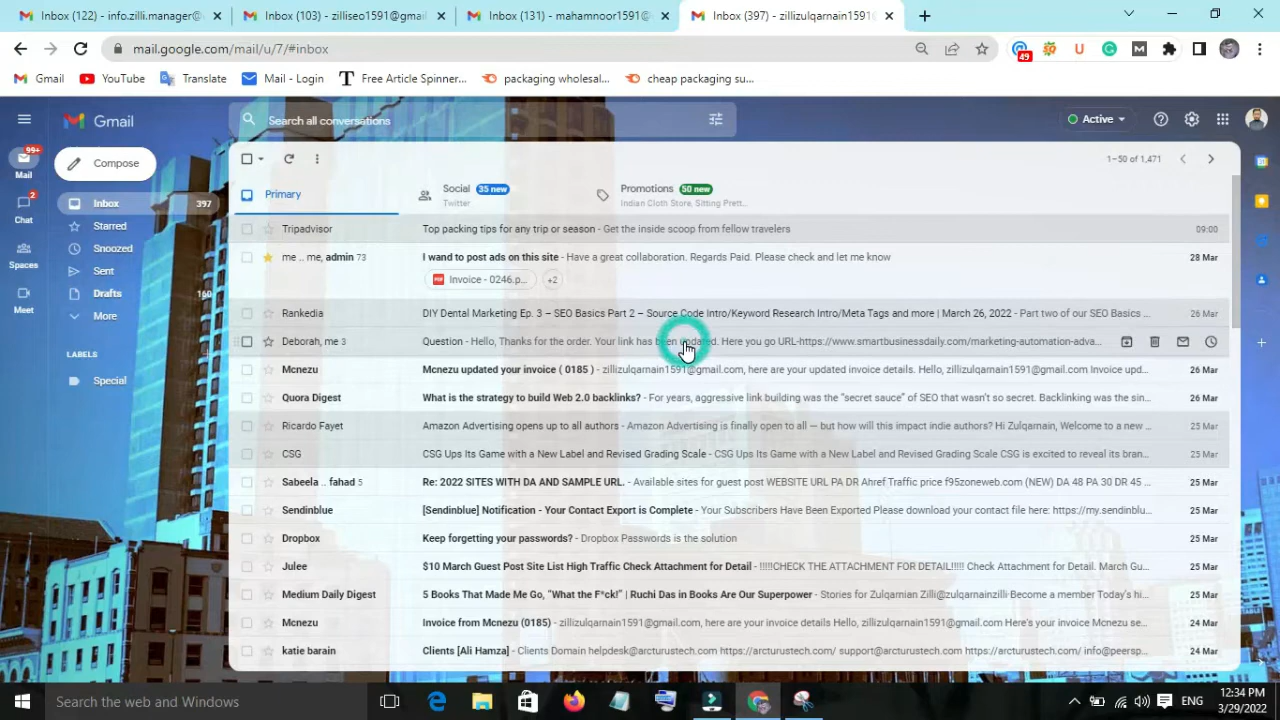 Inbox (122) - info.zilli.manager@
Inbox (103) - zilliseo1591@gmail
Inbox (131) - mahamnoor1591@
Inbox (397) - zillizulqarnain1591
mail.google.com/mail/u/7/#inbox
49
Gmail
YouTube
Translate
Mail - Login
Free Article Spinner...
packaging wholesal...
cheap packaging su...
Gmail
Search all conversations
Active
99+
Mail
Compose
1–50 of 1,471
Inbox 397
Primary
Social 35 new
Twitter
Promotions 50 new
Indian Cloth Store, Sitting Prett...
2
Chat
Starred
Snoozed
Spaces
Sent
Drafts 160
Meet
More
LABELS
Special
Tripadvisor Top packing tips for any trip or season - Get the inside scoop from fellow travelers 09:00
me .. me, admin 73 I wand to post ads on this site - Have a great collaboration. Regards Paid. Please check and let me know 28 Mar
PDF Invoice - 0246.p... +2
Rankedia DIY Dental Marketing Ep. 3 – SEO Basics Part 2 – Source Code Intro/Keyword Research Intro/Meta Tags and more | March 26, 2022 - Part two of our SEO Basics ... 26 Mar
Deborah, me 3 Question - Hello, Thanks for the order. Your link has been updated. Here you go URL-https://www.smartbusinessdaily.com/marketing-automation-adva...
Mcnezu Mcnezu updated your invoice ( 0185 ) - zillizulqarnain1591@gmail.com, here are your updated invoice details. Hello, zillizulqarnain1591@gmail.com Invoice upd... 26 Mar
Quora Digest What is the strategy to build Web 2.0 backlinks? - For years, aggressive link building was the “secret sauce” of SEO that wasn't so secret. Backlinking was the sin... 26 Mar
Ricardo Fayet Amazon Advertising opens up to all authors - Amazon Advertising is finally open to all — but how will this impact indie authors? Hi Zulqarnain, Welcome to a new ... 25 Mar
CSG CSG Ups Its Game with a New Label and Revised Grading Scale - CSG Ups Its Game with a New Label and Revised Grading Scale CSG is excited to reveal its bran... 25 Mar
Sabeela .. fahad 5 Re: 2022 SITES WITH DA AND SAMPLE URL. - Available sites for guest post WEBSITE URL PA DR Ahref Traffic price f95zoneweb.com (NEW) DA 48 PA 30 DR 45 ... 25 Mar
Sendinblue [Sendinblue] Notification - Your Contact Export is Complete - Your Subscribers Have Been Exported Please download your contact file here: https://my.sendinblu... 25 Mar
Dropbox Keep forgetting your passwords? - Dropbox Passwords is the solution 25 Mar
Julee $10 March Guest Post Site List High Traffic Check Attachment for Detail - !!!!!CHECK THE ATTACHMENT FOR DETAIL!!!!! Check Attachment for Detail. March Gu... 25 Mar
Medium Daily Digest 5 Books That Made Me Go, “What the F*ck!” | Ruchi Das in Books Are Our Superpower - Stories for Zulqarnian Zilli@zulqarnainzilli·Become a member Today's hi... 25 Mar
Mcnezu Invoice from Mcnezu (0185) - zillizulqarnain1591@gmail.com, here are your invoice details Hello, zillizulqarnain1591@gmail.com Here's your invoice Mcnezu se... 24 Mar
katie barain Clients [Ali Hamza] - Clients Domain helpdesk@arcturustech.com https://arcturustech.com/ support@arcturustech.com https://arcturustech.com/ info@peersp... 24 Mar
Search the web and Windows
ENG
12:34 PM
3/29/2022